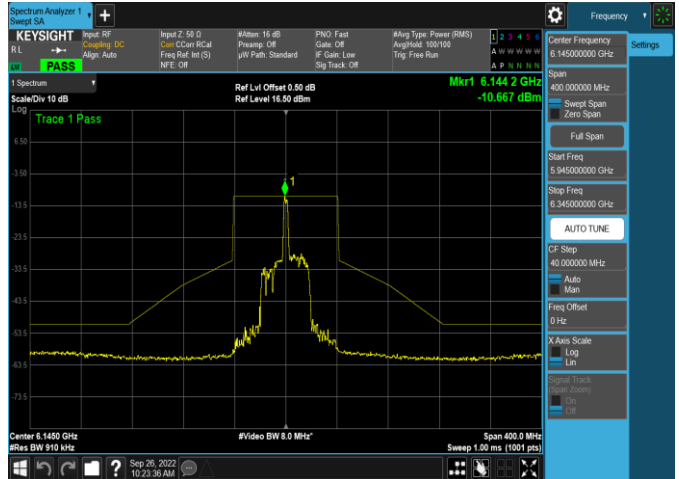 Spectrum Analyzer 1
Swept SA
Frequency
KEYSIGHT
R L
PASS
Input: RF
Coupling: DC
Align: Auto
Input Z: 50 Ω
Corr CCorr RCal
Freq Ref: Int (S)
NFE: Off
#Atten: 16 dB
Preamp: Off
µW Path: Standard
PNO: Fast
Gate: Off
IF Gain: Low
Sig Track: Off
#Avg Type: Power (RMS)
Avg|Hold: 100/100
Trig: Free Run
1 2 3 4 5 6
A W W W W W
A P N N N N
1 Spectrum
Scale/Div 10 dB
Log
Ref Lvl Offset 0.50 dB
Ref Level 16.50 dBm
Mkr1 6.144 2 GHz
-10.667 dBm
Trace 1 Pass
6.50
-3.50
1
-13.5
-23.5
-33.5
-43.5
-53.5
-63.5
-73.5
Center 6.1450 GHz
#Res BW 910 kHz
#Video BW 8.0 MHz*
Span 400.0 MHz
Sweep 1.00 ms (1001 pts)
Sep 26, 2022
10:23:36 AM
Center Frequency
6.145000000 GHz
Span
400.000000 MHz
Swept Span
Zero Span
Full Span
Start Freq
5.945000000 GHz
Stop Freq
6.345000000 GHz
AUTO TUNE
CF Step
40.000000 MHz
Auto
Man
Freq Offset
0 Hz
X Axis Scale
Log
Lin
Signal Track
(Span Zoom)
On
Off
Settings